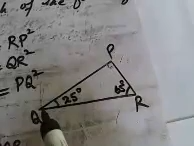 = RP²
= QR²
= PQ²
P
25°
65°
Q
R